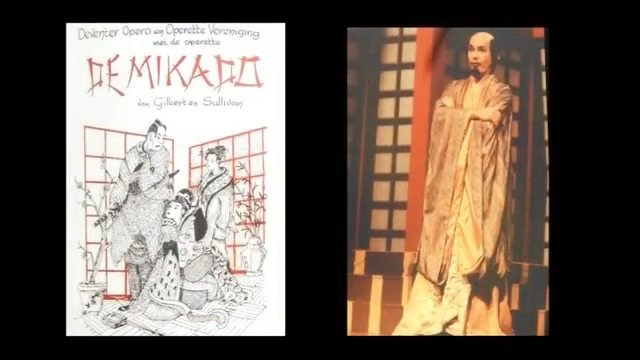 Deventer Opera en Operette Vereniging
met de operette
DE MIKADO
van Gilbert en Sullivan